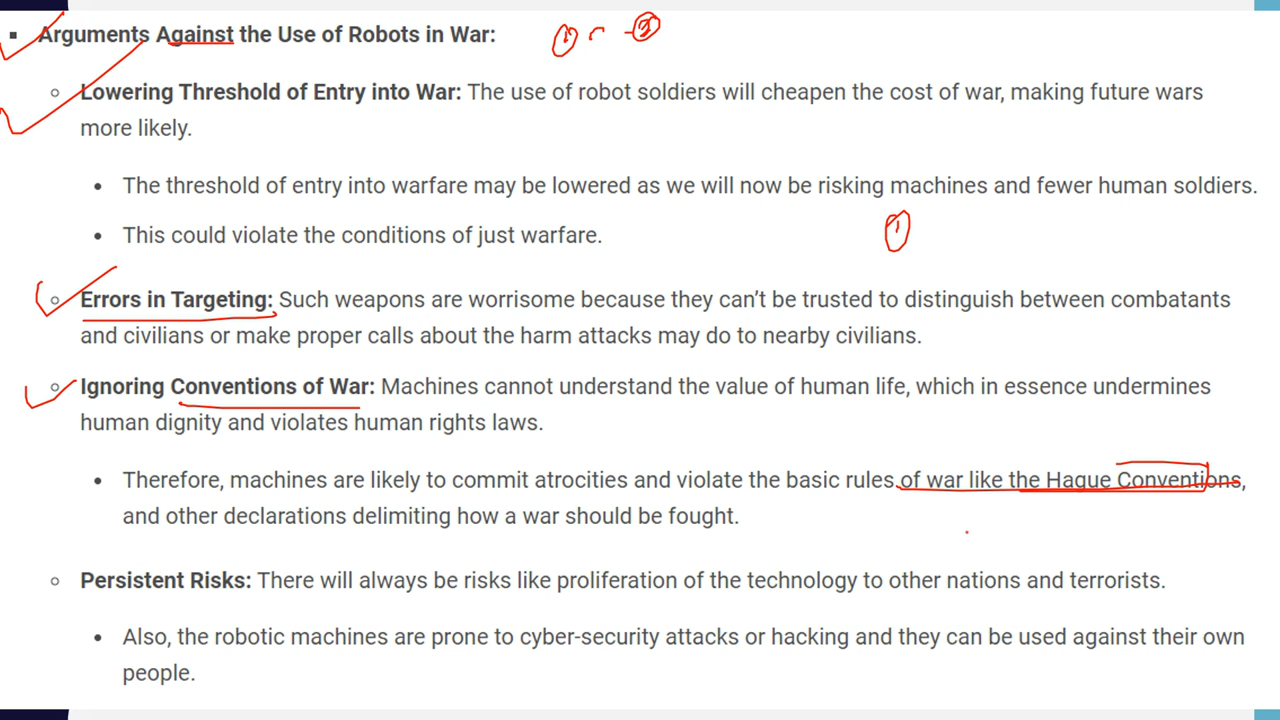 Arguments Against the Use of Robots in War:
Lowering Threshold of Entry into War: The use of robot soldiers will cheapen the cost of war, making future wars
more likely.
The threshold of entry into warfare may be lowered as we will now be risking machines and fewer human soldiers.
This could violate the conditions of just warfare.
Errors in Targeting: Such weapons are worrisome because they can’t be trusted to distinguish between combatants
and civilians or make proper calls about the harm attacks may do to nearby civilians.
Ignoring Conventions of War: Machines cannot understand the value of human life, which in essence undermines
human dignity and violates human rights laws.
Therefore, machines are likely to commit atrocities and violate the basic rules of war like the Hague Conventions,
and other declarations delimiting how a war should be fought.
Persistent Risks: There will always be risks like proliferation of the technology to other nations and terrorists.
Also, the robotic machines are prone to cyber-security attacks or hacking and they can be used against their own
people.